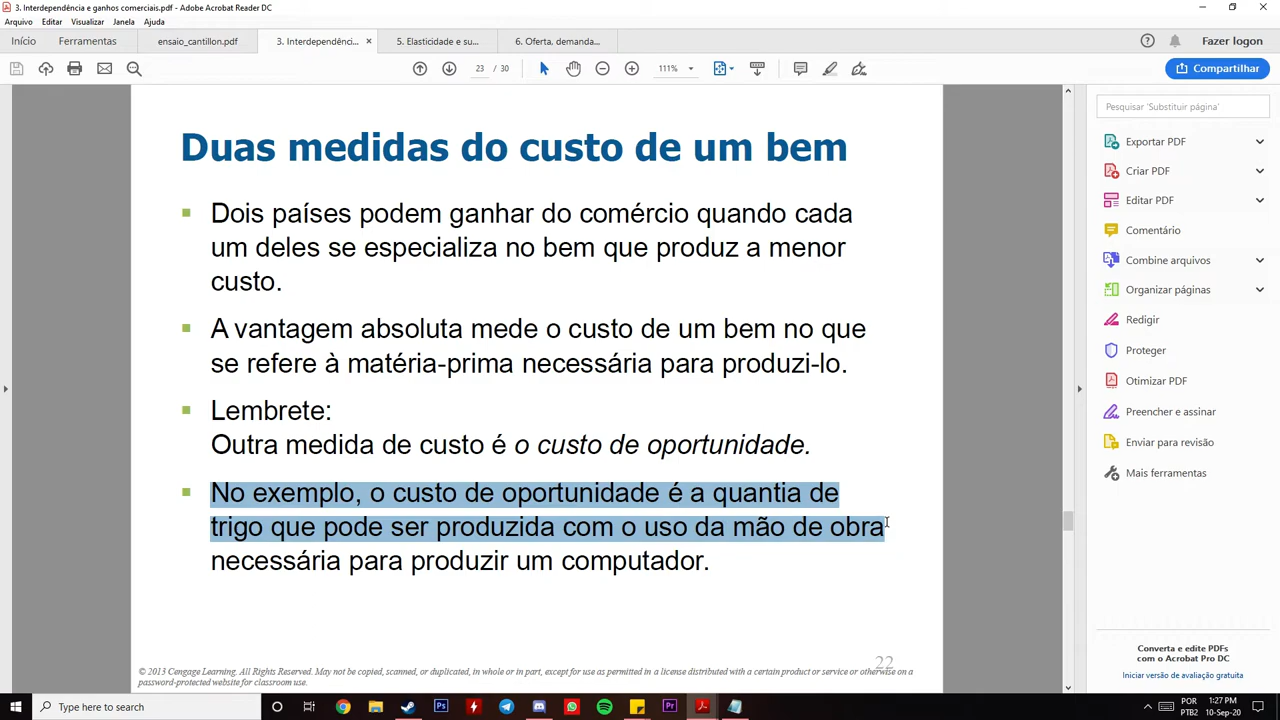 3. Interdependência e ganhos comerciais.pdf - Adobe Acrobat Reader DC
Arquivo Editar Visualizar Janela Ajuda
Início Ferramentas ensaio_cantillon.pdf 3. Interdependênci... × 5. Elasticidade e su... 6. Oferta, demanda... Fazer logon
23 / 30 111% Compartilhar
Duas medidas do custo de um bem
Dois países podem ganhar do comércio quando cada
um deles se especializa no bem que produz a menor
custo.
A vantagem absoluta mede o custo de um bem no que
se refere à matéria-prima necessária para produzi-lo.
Lembrete:
Outra medida de custo é o custo de oportunidade.
No exemplo, o custo de oportunidade é a quantia de
trigo que pode ser produzida com o uso da mão de obra
necessária para produzir um computador.
22
© 2013 Cengage Learning. All Rights Reserved. May not be copied, scanned, or duplicated, in whole or in part, except for use as permitted in a license distributed with a certain product or service or otherwise on a
password-protected website for classroom use.
Pesquisar 'Substituir página'
Exportar PDF
Criar PDF
Editar PDF
Comentário
Combine arquivos
Organizar páginas
Redigir
Proteger
Otimizar PDF
Preencher e assinar
Enviar para revisão
Mais ferramentas
Converta e edite PDFs
com o Acrobat Pro DC
Iniciar versão de avaliação gratuita
Type here to search
Ps
Pr
POR
PTB2
1:27 PM
10-Sep-20